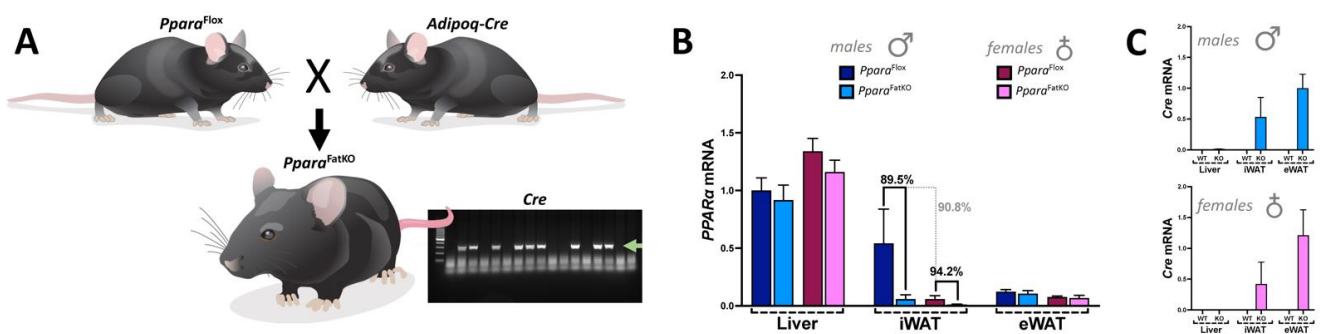 A
Ppara^Flox
Adipoq-Cre
X
Ppara^FatKO
Cre
B
males ♂
females ♀
Ppara^Flox
Ppara^FatKO
Ppara^Flox
Ppara^FatKO
PPARα mRNA
2.0
1.5
1.0
0.5
0.0
89.5%
90.8%
94.2%
Liver
iWAT
eWAT
C
males ♂
Cre mRNA
2.0
1.5
1.0
0.5
0.0
WT KO WT KO WT KO
Liver iWAT eWAT
females ♀
Cre mRNA
2.0
1.5
1.0
0.5
0.0
WT KO WT KO WT KO
Liver iWAT eWAT